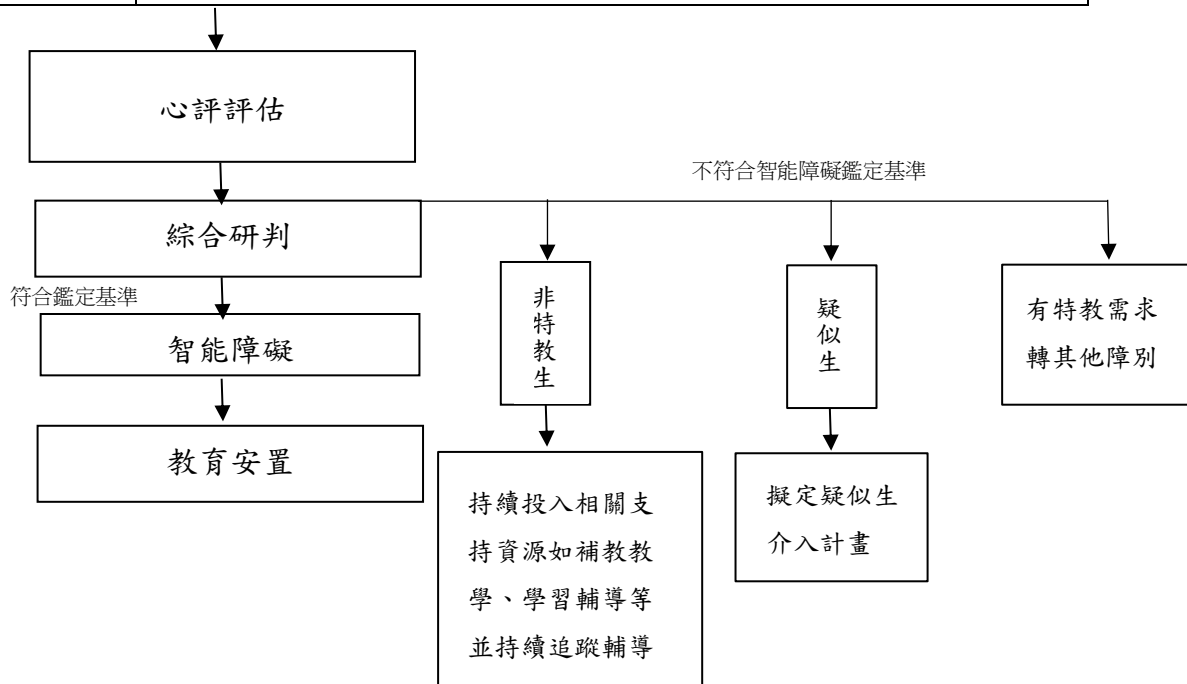 心評評估
不符合智能障礙鑑定基準
綜合研判
符合鑑定基準
智能障礙
教育安置
非
特
教
生
疑
似
生
有特教需求
轉其他障別
持續投入相關支
持資源如補教教
學、學習輔導等
並持續追蹤輔導
擬定疑似生
介入計畫